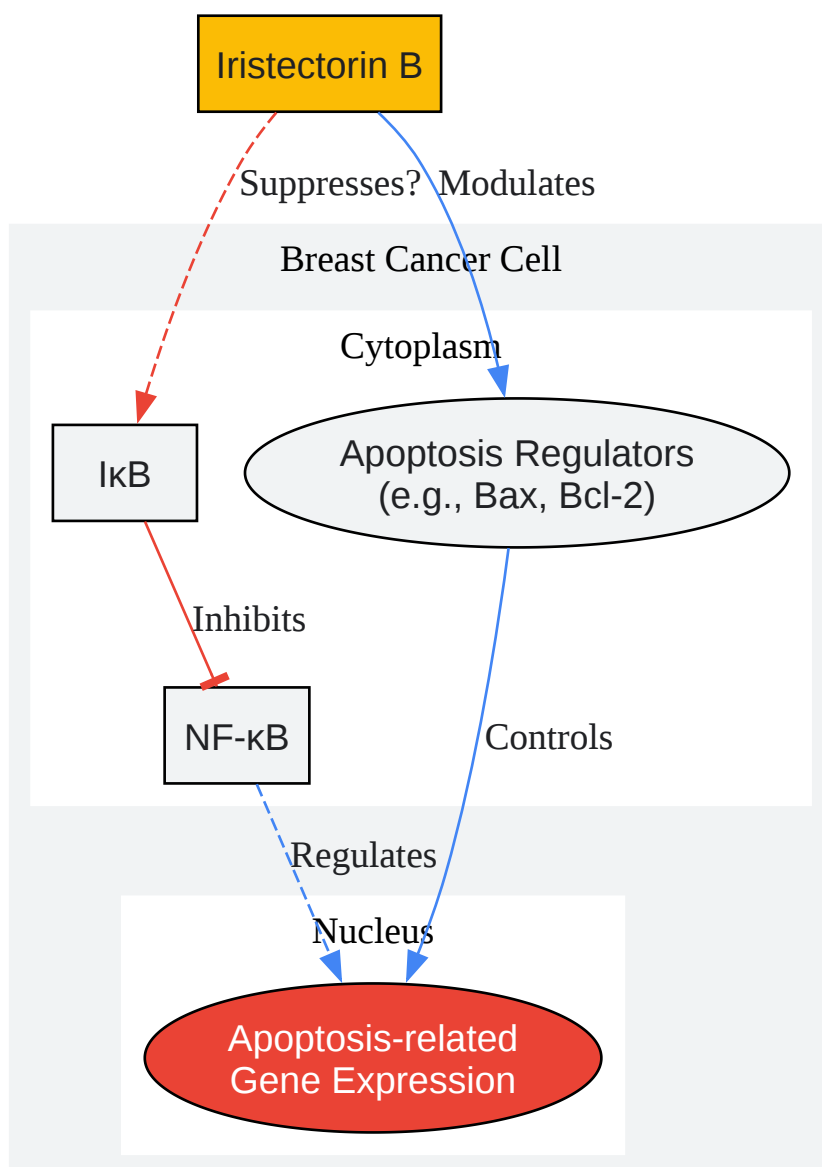 Iristectorin B
Suppresses?
Modulates
Breast Cancer Cell
Cytoplasm
IκB
Apoptosis Regulators
(e.g., Bax, Bcl-2)
Inhibits
NF-κB
Controls
Regulates
Nucleus
Apoptosis-related
Gene Expression